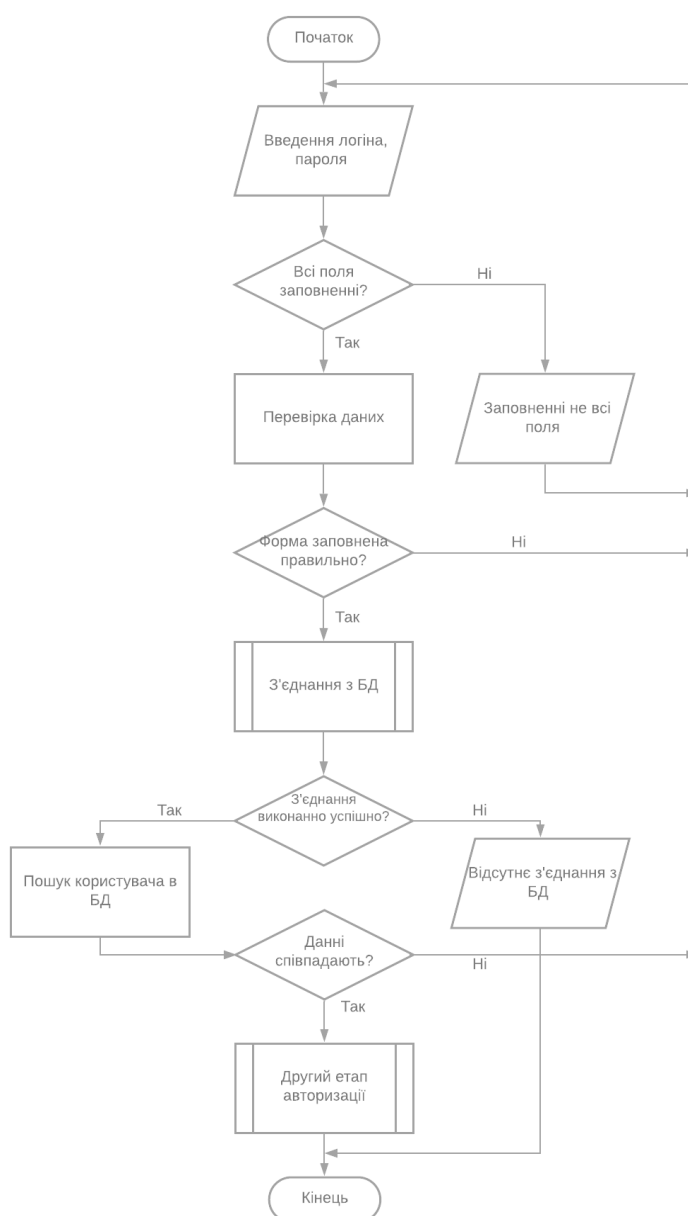 Початок
Введення логіна,
пароля
Всі поля
заповненні?
Ні
Так
Перевірка даних
Заповненні не всі
поля
Форма заповнена
правильно?
Ні
Так
З'єднання з БД
З'єднання
виконанно успішно?
Так
Ні
Пошук користувача в
БД
Відсутнє з'єднання з
БД
Данні
співпадають?
Ні
Так
Другий етап
авторизації
Кінець